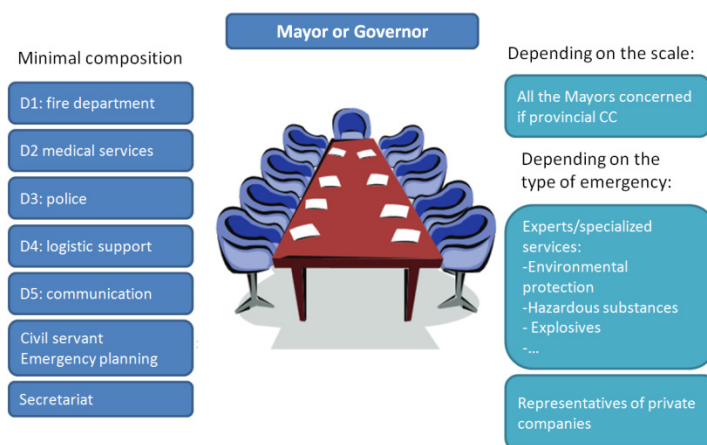 Mayor or Governor
Minimal composition
D1: fire department
D2 medical services
D3: police
D4: logistic support
D5: communication
Civil servant
Emergency planning
Secretariat
Depending on the scale:
All the Mayors concerned
if provincial CC
Depending on the
type of emergency:
Experts/specialized
services:
-Environmental
protection
-Hazardous substances
- Explosives
-...
Representatives of private
companies